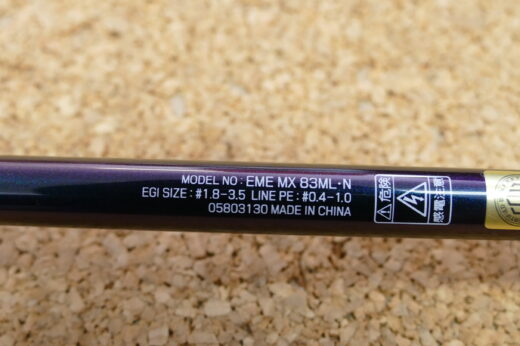 MODEL NO : EME MX 83ML・N
EGI SIZE : #1.8-3.5 LINE PE : #0.4-1.0
05803130 MADE IN CHINA
危険
感電注意